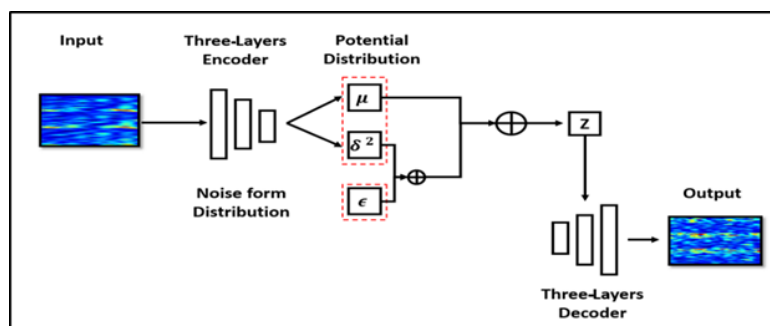 Input
Three-Layers
Encoder
Potential
Distribution
μ
δ²
ϵ
Noise form
Distribution
Z
Output
Three-Layers
Decoder